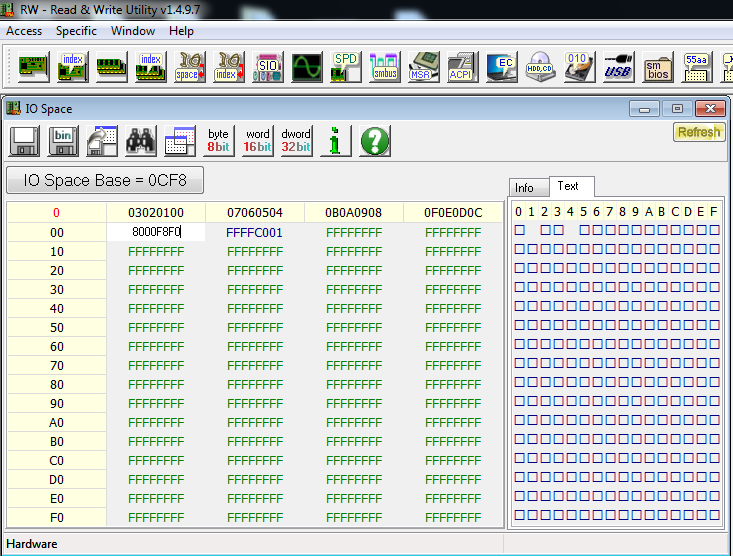 RW - Read & Write Utility v1.4.9.7
Access Specific Window Help
index index IO space IO index SIO SPD smbus MSR ACPI EC HDD,CD 010 USB sm bios 55aa
IO Space
bin byte 8bit word 16bit dword 32bit i ? Refresh
IO Space Base = 0CF8
Info Text
0 03020100 07060504 0B0A0908 0F0E0D0C
0 1 2 3 4 5 6 7 8 9 A B C D E F
00 8000F8F0 FFFFC001 FFFFFFFF FFFFFFFF
10 FFFFFFFF FFFFFFFF FFFFFFFF FFFFFFFF
20 FFFFFFFF FFFFFFFF FFFFFFFF FFFFFFFF
30 FFFFFFFF FFFFFFFF FFFFFFFF FFFFFFFF
40 FFFFFFFF FFFFFFFF FFFFFFFF FFFFFFFF
50 FFFFFFFF FFFFFFFF FFFFFFFF FFFFFFFF
60 FFFFFFFF FFFFFFFF FFFFFFFF FFFFFFFF
70 FFFFFFFF FFFFFFFF FFFFFFFF FFFFFFFF
80 FFFFFFFF FFFFFFFF FFFFFFFF FFFFFFFF
90 FFFFFFFF FFFFFFFF FFFFFFFF FFFFFFFF
A0 FFFFFFFF FFFFFFFF FFFFFFFF FFFFFFFF
B0 FFFFFFFF FFFFFFFF FFFFFFFF FFFFFFFF
C0 FFFFFFFF FFFFFFFF FFFFFFFF FFFFFFFF
D0 FFFFFFFF FFFFFFFF FFFFFFFF FFFFFFFF
E0 FFFFFFFF FFFFFFFF FFFFFFFF FFFFFFFF
F0 FFFFFFFF FFFFFFFF FFFFFFFF FFFFFFFF
Hardware